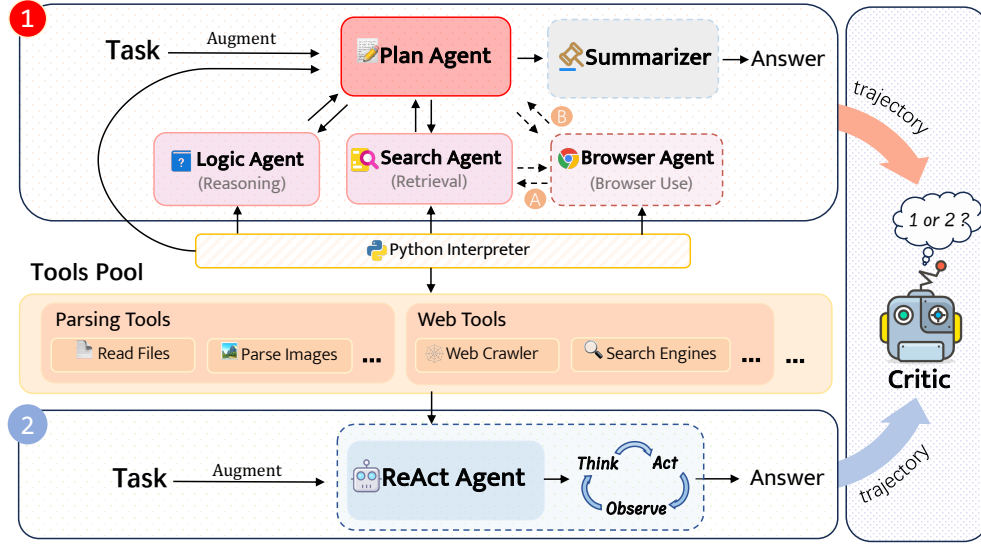 1
Task
Augment
Plan Agent
Summarizer
Answer
B
Logic Agent
(Reasoning)
Search Agent
(Retrieval)
A
Browser Agent
(Browser Use)
Python Interpreter
Tools Pool
Parsing Tools
Read Files
Parse Images
...
Web Tools
Web Crawler
Search Engines
...
...
2
Task
Augment
ReAct Agent
Think
Act
Observe
Answer
trajectory
1 or 2 ?
Critic
trajectory